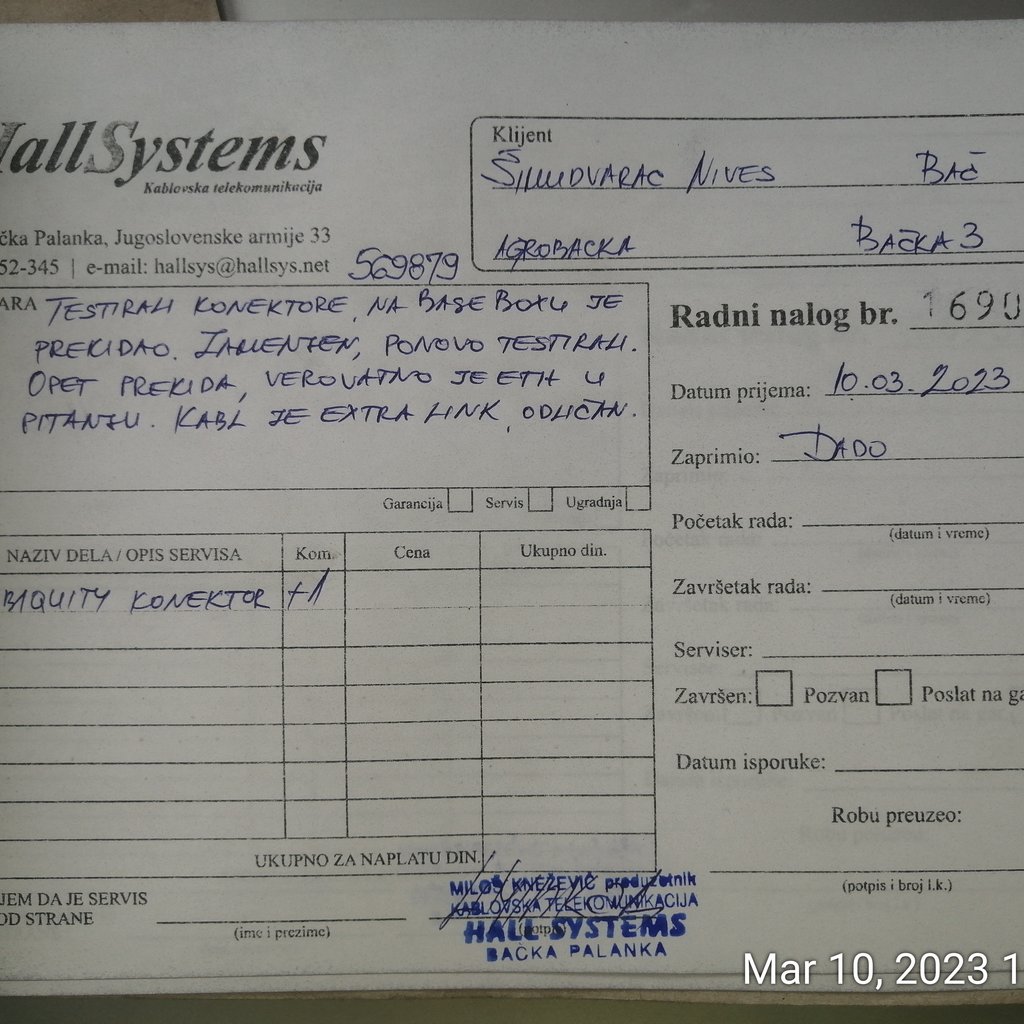 HallSystems
Kablovska telekomunikacija
čka Palanka, Jugoslovenske armije 33
52-345 | e-mail: hallsys@hallsys.net
569879
Klijent
ŠIMUDVARAC NIVES BAČ
AGROBAČKA BAČKA 3
ARA TESTIRALI KONEKTORE, NA BASE BOXU JE
PREKIDAO. ZAMENJEN, PONOVO TESTIRALI.
OPET PREKIDA, VEROVATNO JE ETH U
PITANJU. KABL JE EXTRA LINK, ODLIČAN.
Garancija Servis Ugradnja
Radni nalog br. 1690
Datum prijema: 10.03.2023
Zaprimio: DADO
Početak rada:
(datum i vreme)
Završetak rada:
(datum i vreme)
Serviser:
Završen: Pozvan Poslat na ga
Datum isporuke:
Robu preuzeo:
(potpis i broj l.k.)
NAZIV DELA / OPIS SERVISA Kom. Cena Ukupno din.
BIQUITY KONEKTOR +1
UKUPNO ZA NAPLATU DIN.
JEM DA JE SERVIS
OD STRANE
(ime i prezime)
(potpis)
MILOŠ KNEŽEVIĆ preduzetnik
KABLOVSKA TELEKOMUNIKACIJA
HALL SYSTEMS
BAČKA PALANKA
Mar 10, 2023 1